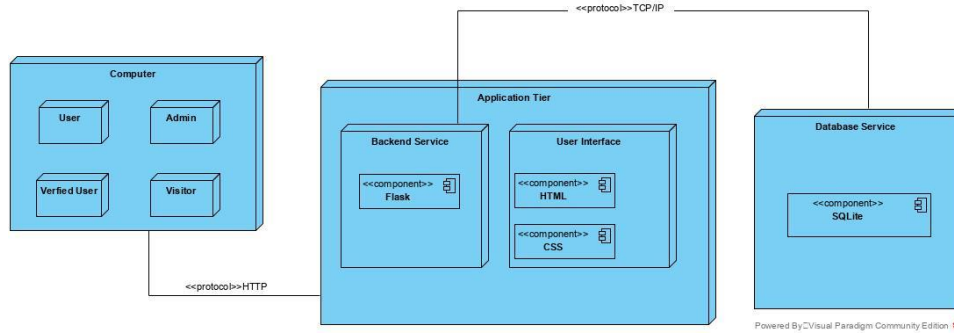 <<protocol>>TCP/IP
Computer
User
Admin
Verfied User
Visitor
<<protocol>>HTTP
Application Tier
Backend Service
<<component>>
Flask
User Interface
<<component>>
HTML
<<component>>
CSS
Database Service
<<component>>
SQLite
Powered By Visual Paradigm Community Edition